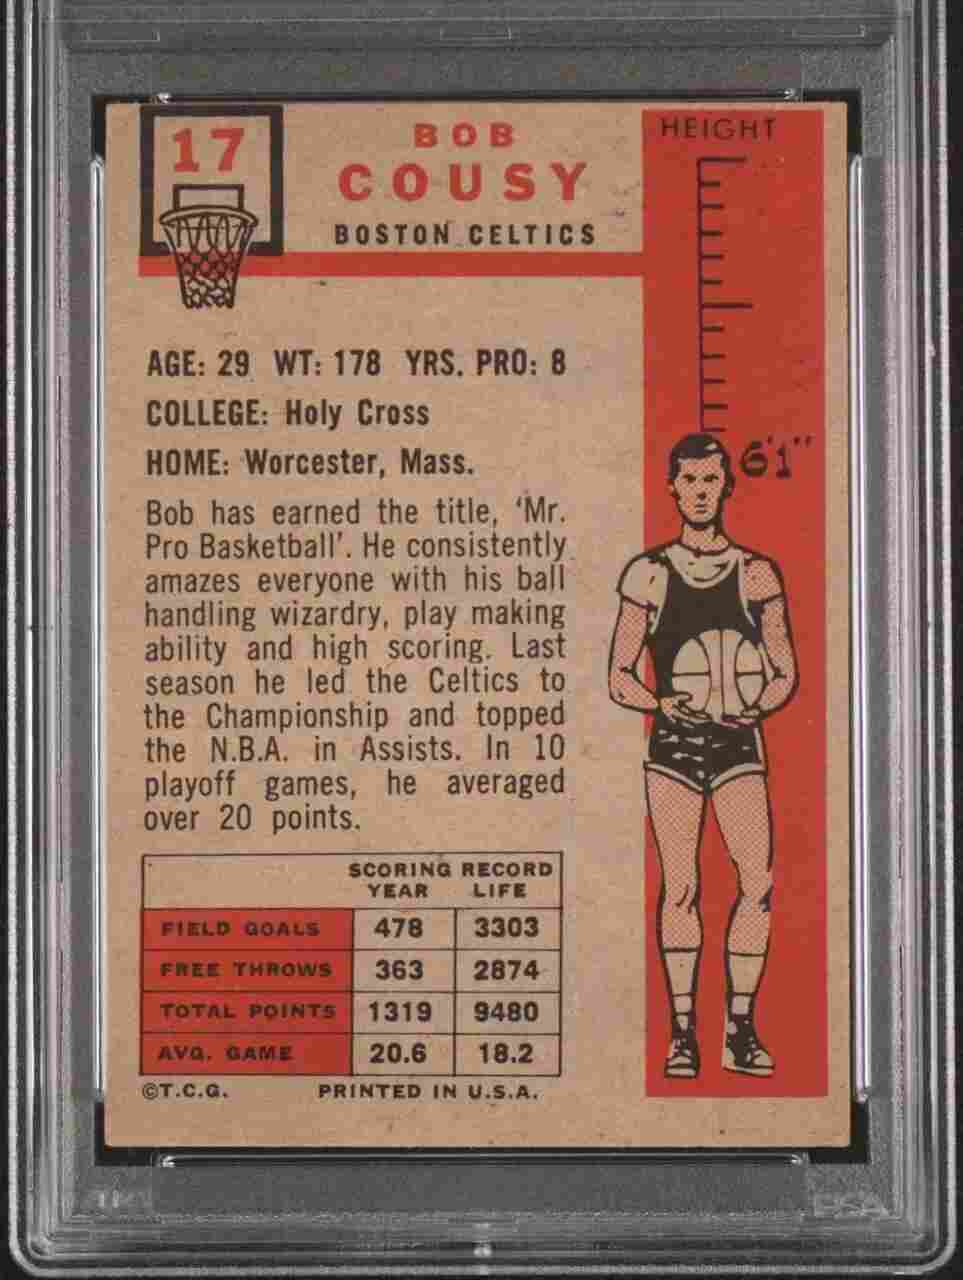 17
BOB
COUSY
BOSTON CELTICS
HEIGHT
6'1"
AGE: 29 WT: 178 YRS. PRO: 8
COLLEGE: Holy Cross
HOME: Worcester, Mass.
Bob has earned the title, 'Mr.
Pro Basketball'. He consistently
amazes everyone with his ball
handling wizardry, play making
ability and high scoring. Last
season he led the Celtics to
the Championship and topped
the N.B.A. in Assists. In 10
playoff games, he averaged
over 20 points.
SCORING RECORD
YEAR LIFE
FIELD GOALS 478 3303
FREE THROWS 363 2874
TOTAL POINTS 1319 9480
AVG. GAME 20.6 18.2
©T.C.G. PRINTED IN U.S.A.